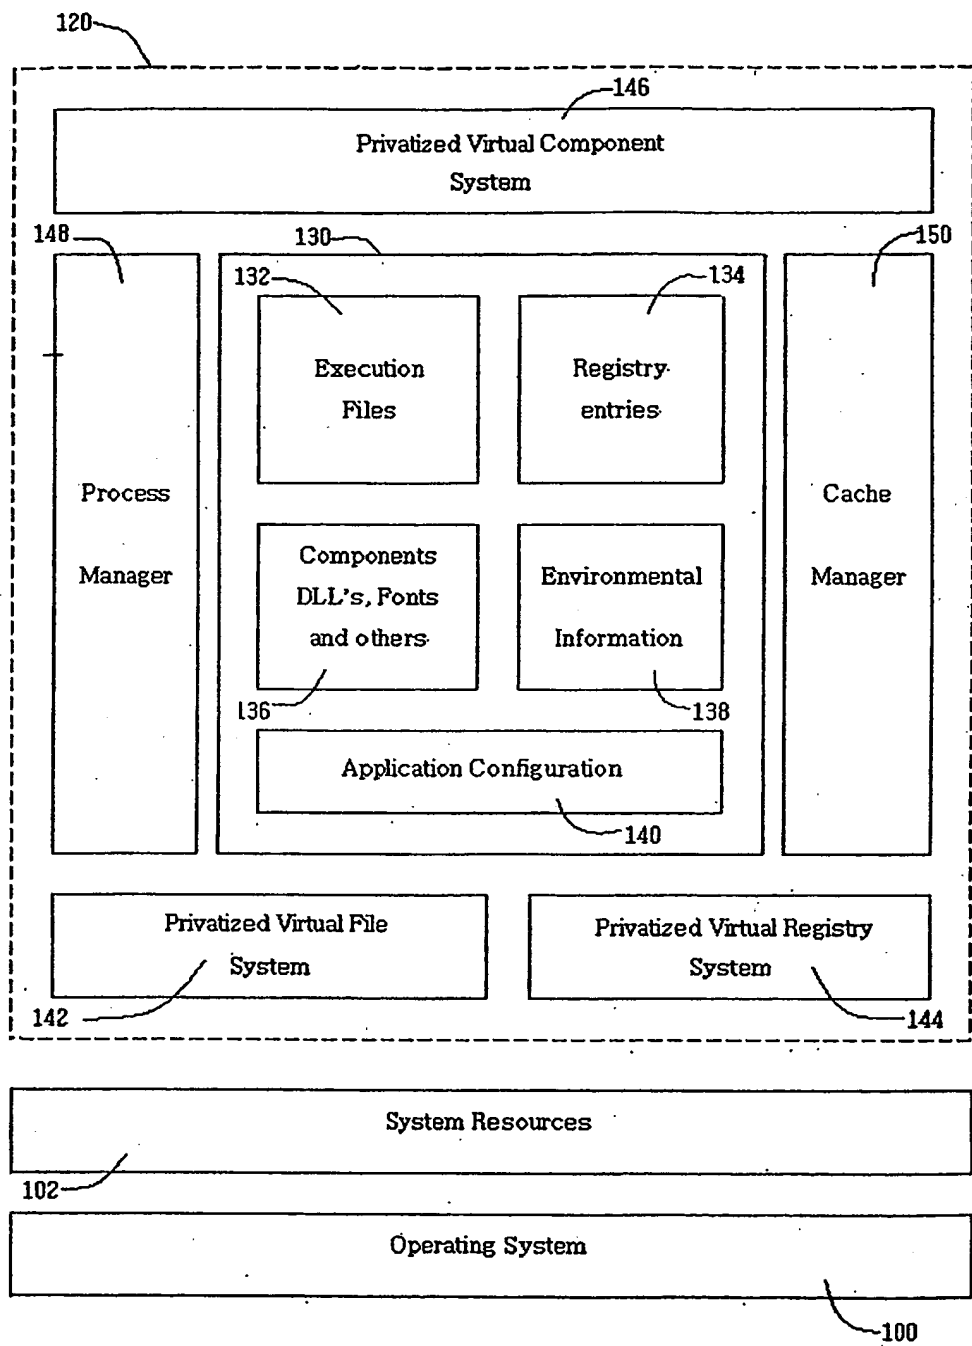 120
146
Privatized Virtual Component
System
148
130
150
132
134
Execution
Files
Registry
entries
Process
Manager
Cache
Manager
Components
DLL's, Fonts
and others
Environmental
Information
136
138
Application Configuration
140
Privatized Virtual File
System
Privatized Virtual Registry
System
142
144
System Resources
102
Operating System
100